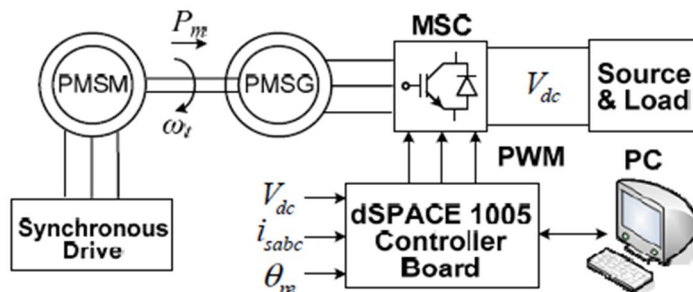 P_m
MSC
PMSM
PMSG
ω_t
V_dc
Source
& Load
PWM
PC
Synchronous
Drive
V_dc
i_sabc
θ_m
dSPACE 1005
Controller
Board